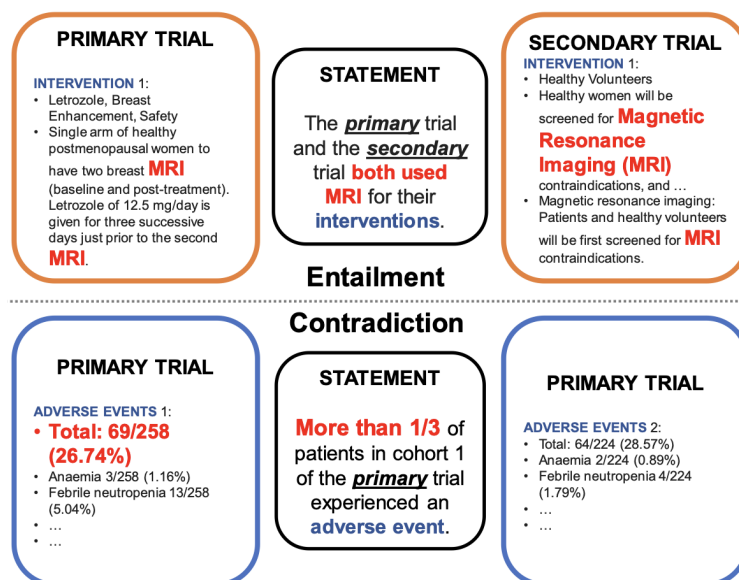 PRIMARY TRIAL
INTERVENTION 1:
• Letrozole, Breast
Enhancement, Safety
• Single arm of healthy
postmenopausal women to
have two breast MRI
(baseline and post-treatment).
Letrozole of 12.5 mg/day is
given for three successive
days just prior to the second
MRI.
STATEMENT
The primary trial
and the secondary
trial both used
MRI for their
interventions.
SECONDARY TRIAL
INTERVENTION 1:
• Healthy Volunteers
• Healthy women will be
screened for Magnetic
Resonance
Imaging (MRI)
contraindications, and …
• Magnetic resonance imaging:
Patients and healthy volunteers
will be first screened for MRI
contraindications.
Entailment
Contradiction
PRIMARY TRIAL
ADVERSE EVENTS 1:
• Total: 69/258
(26.74%)
• Anaemia 3/258 (1.16%)
• Febrile neutropenia 13/258
(5.04%)
• …
• …
STATEMENT
More than 1/3 of
patients in cohort 1
of the primary trial
experienced an
adverse event.
PRIMARY TRIAL
ADVERSE EVENTS 2:
• Total: 64/224 (28.57%)
• Anaemia 2/224 (0.89%)
• Febrile neutropenia 4/224
(1.79%)
• …
• …